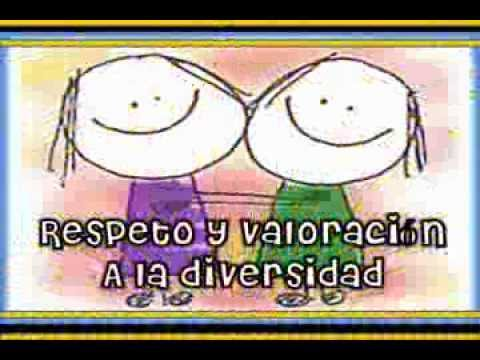 Respeto y valoración
A la diversidad